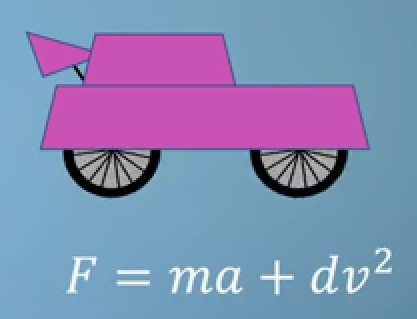 F = ma + dv²